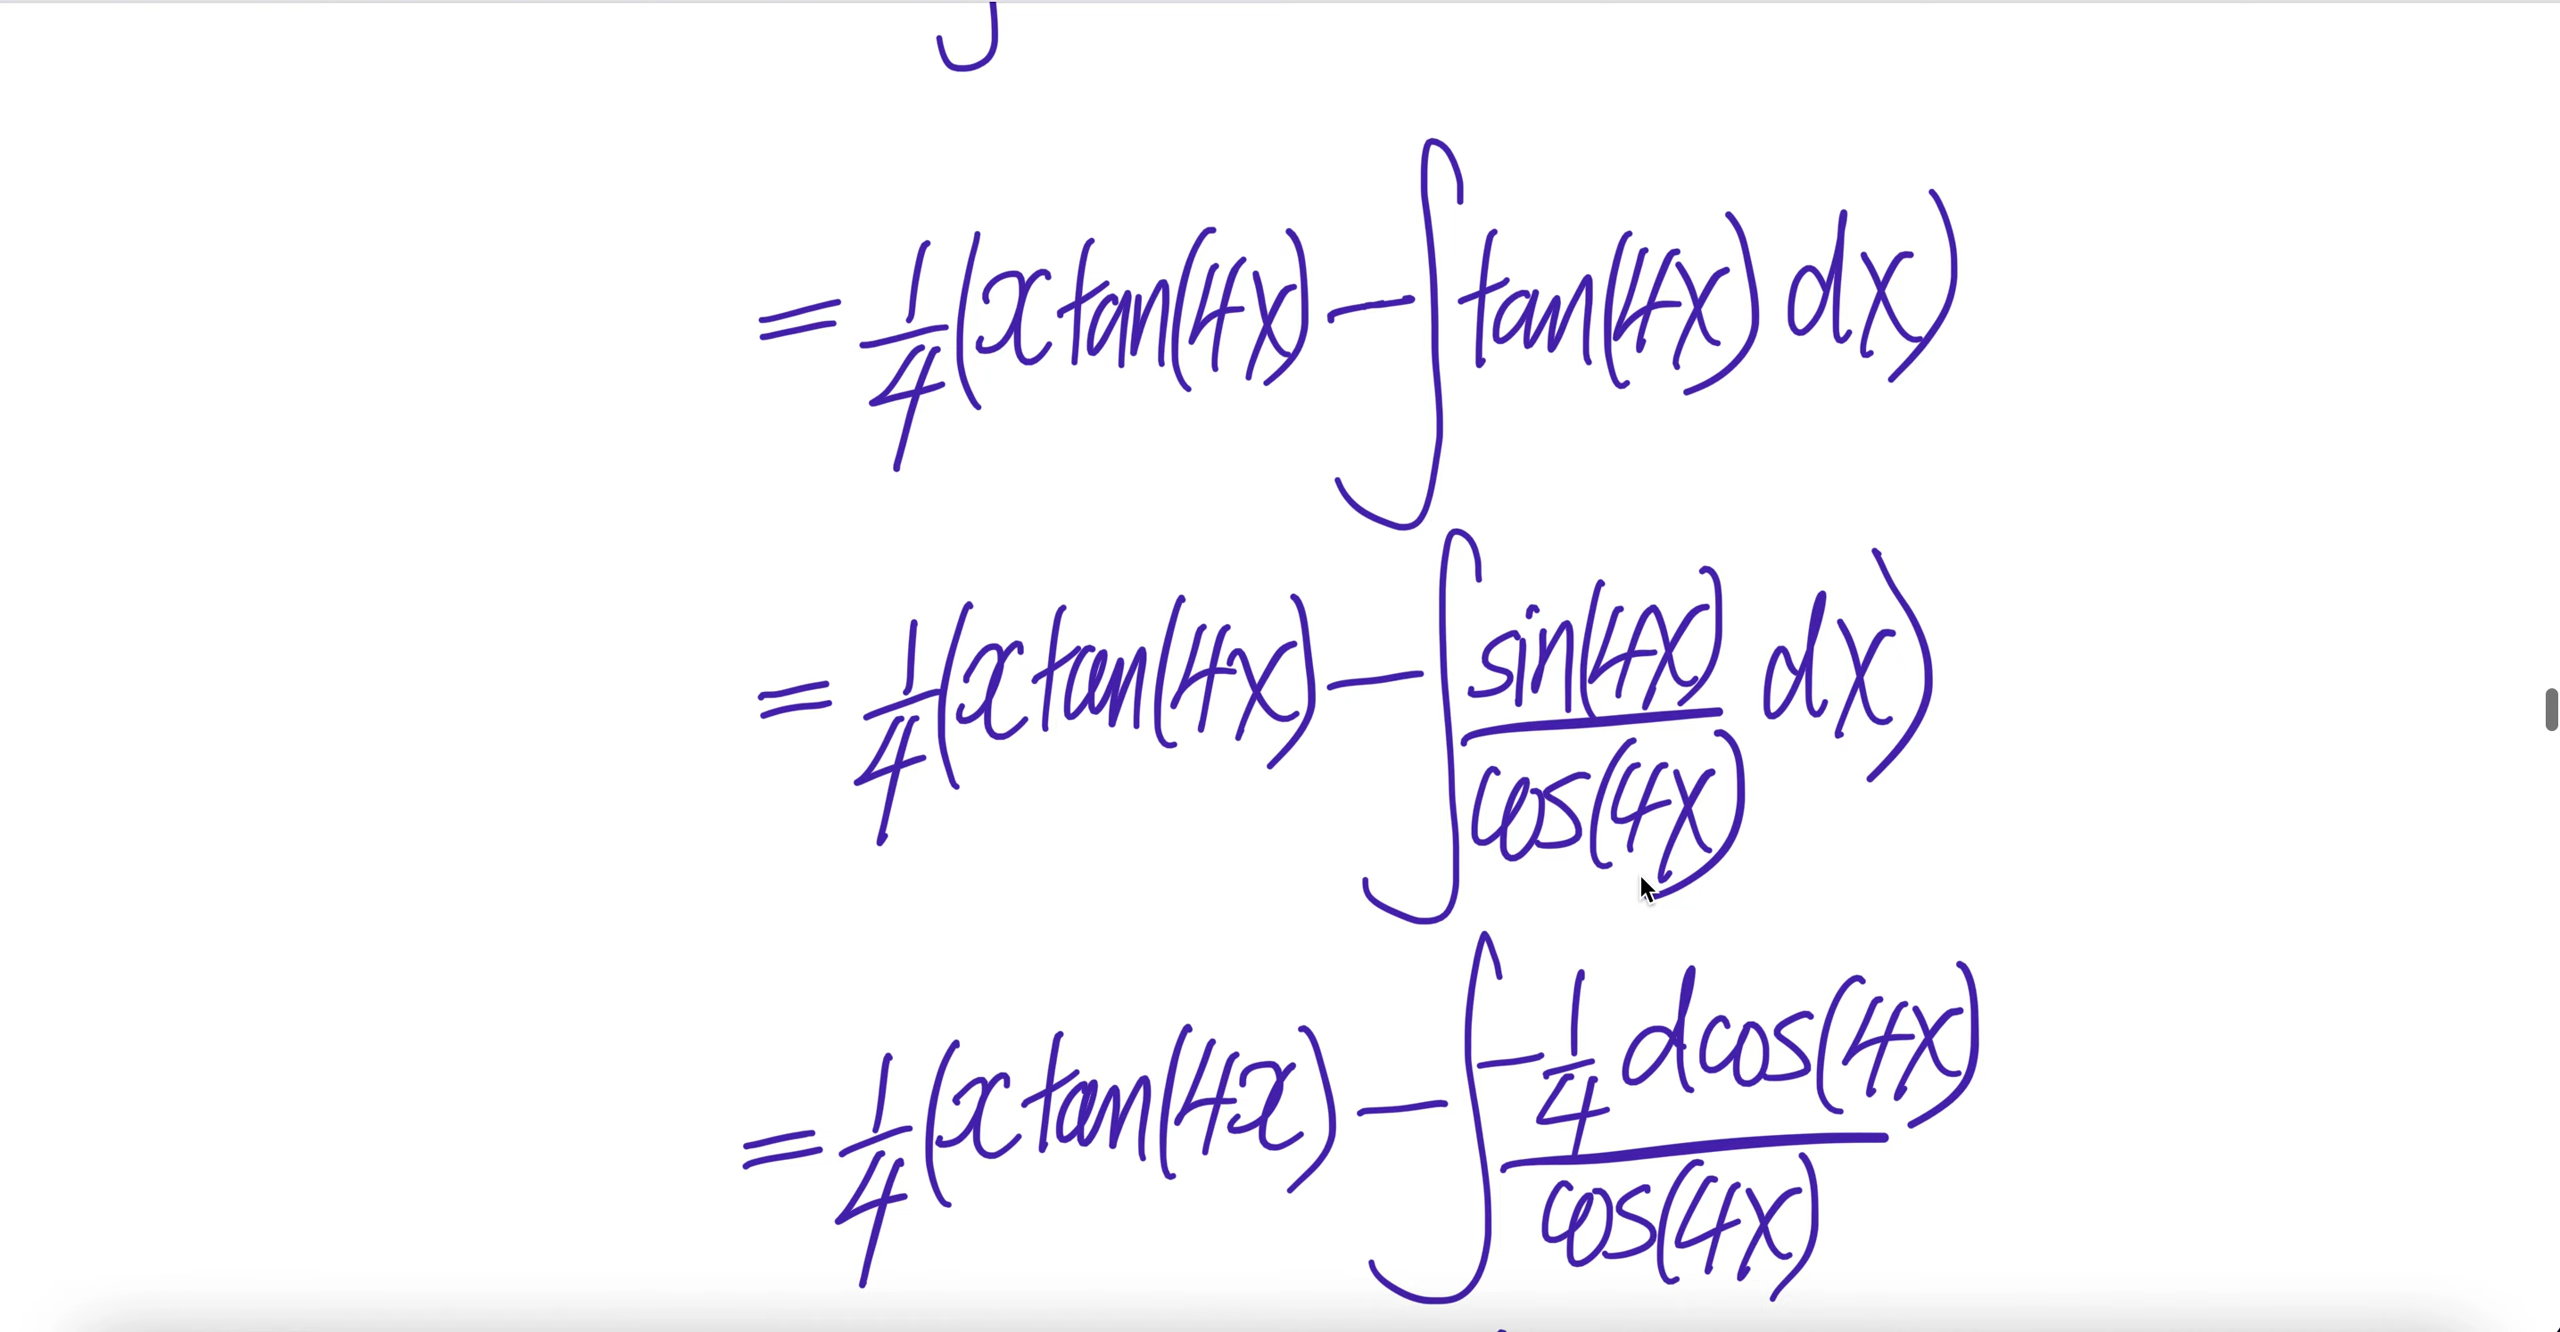 = 1/4 (x tan(4x) − ∫ tan(4x) dx)
= 1/4 (x tan(4x) − ∫ sin(4x)/cos(4x) dx)
= 1/4 (x tan(4x) − ∫ −1/4 dcos(4x)/cos(4x)